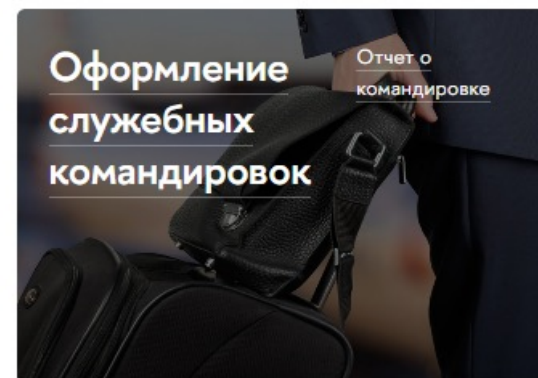 Оформление
служебных
командировок
Отчет о
командировке